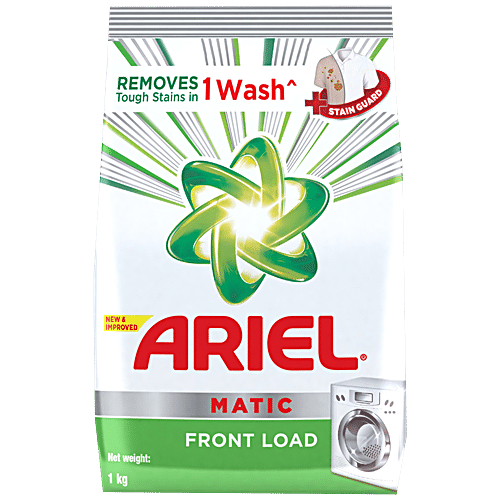 REMOVES
Tough Stains in
1 Wash^
STAIN GUARD
NEW &
IMPROVED
ARIEL®
MATIC
FRONT LOAD
Net weight:
1 kg